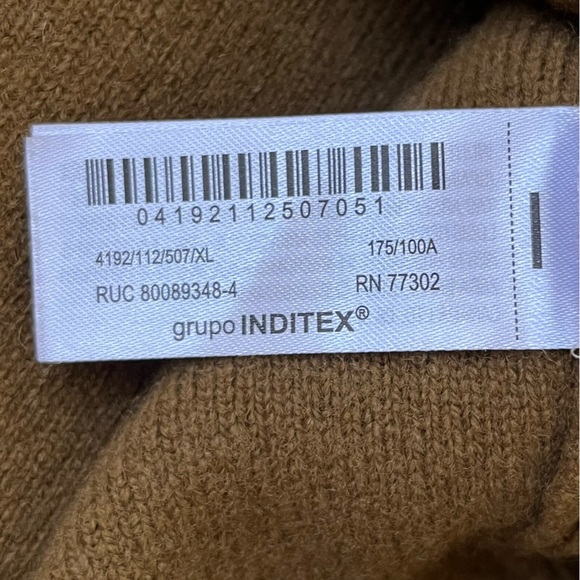 04192112507051
4192/112/507/XL 175/100A
RUC 80089348-4 RN 77302
grupo INDITEX®